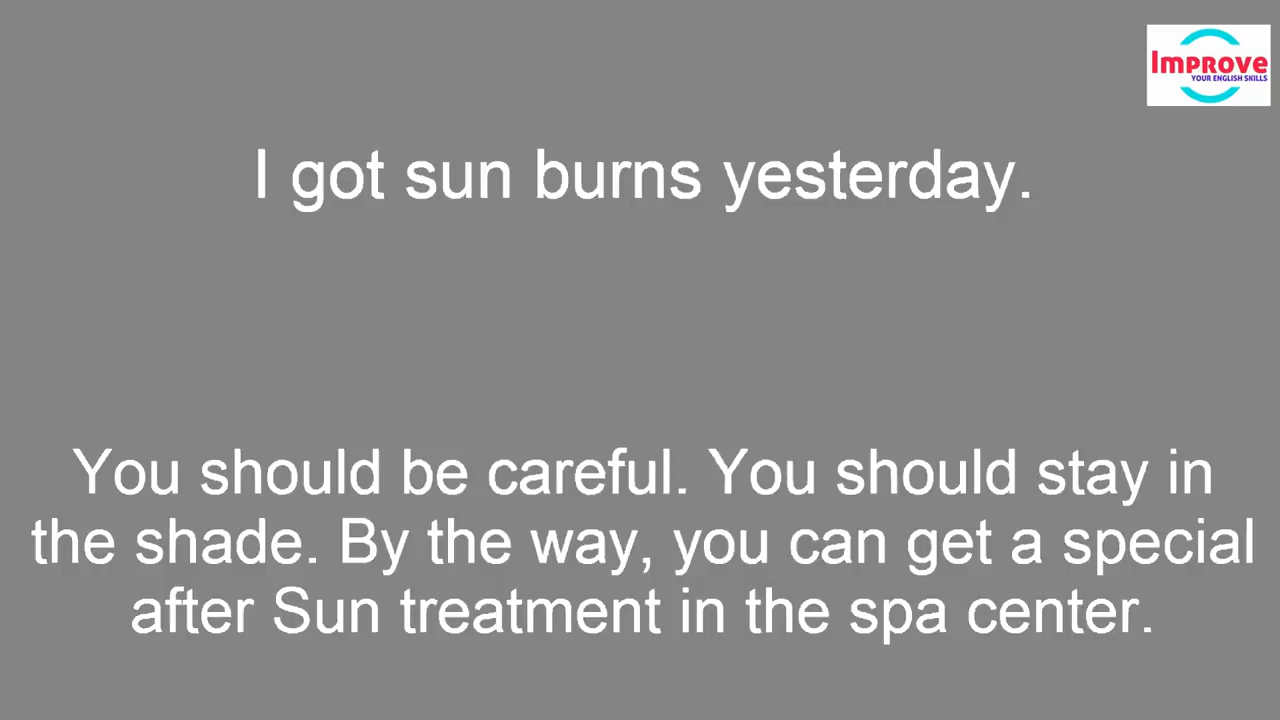 Improve
YOUR ENGLISH SKILLS
I got sun burns yesterday.
You should be careful. You should stay in
the shade. By the way, you can get a special
after Sun treatment in the spa center.